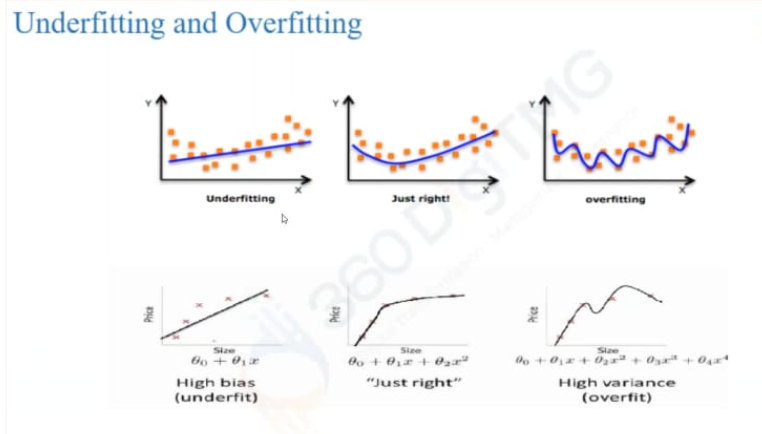 Underfitting and Overfitting
Y
Y
Y
X
X
X
Underfitting
Just right!
overfitting
360DigiTMG
Price
Price
Price
Size
Size
Size
θ₀ + θ₁x
θ₀ + θ₁x + θ₂x²
θ₀ + θ₁x + θ₂x² + θ₃x³ + θ₄x⁴
High bias
(underfit)
"Just right"
High variance
(overfit)